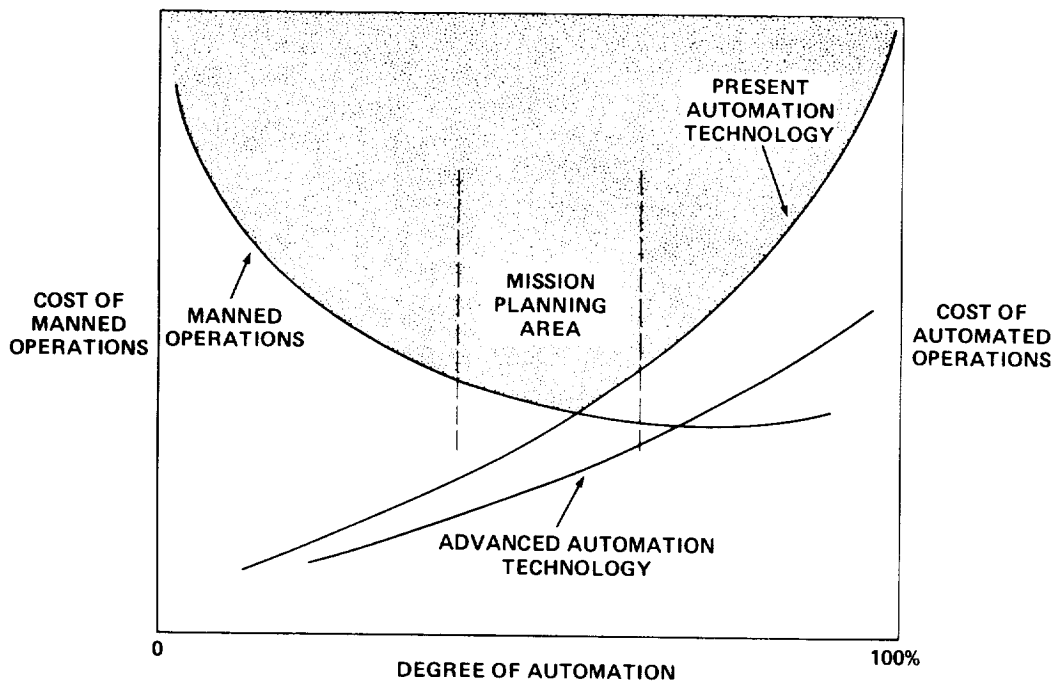 PRESENT
AUTOMATION
TECHNOLOGY
MISSION
PLANNING
AREA
COST OF
MANNED
OPERATIONS
MANNED
OPERATIONS
COST OF
AUTOMATED
OPERATIONS
ADVANCED AUTOMATION
TECHNOLOGY
0
100%
DEGREE OF AUTOMATION